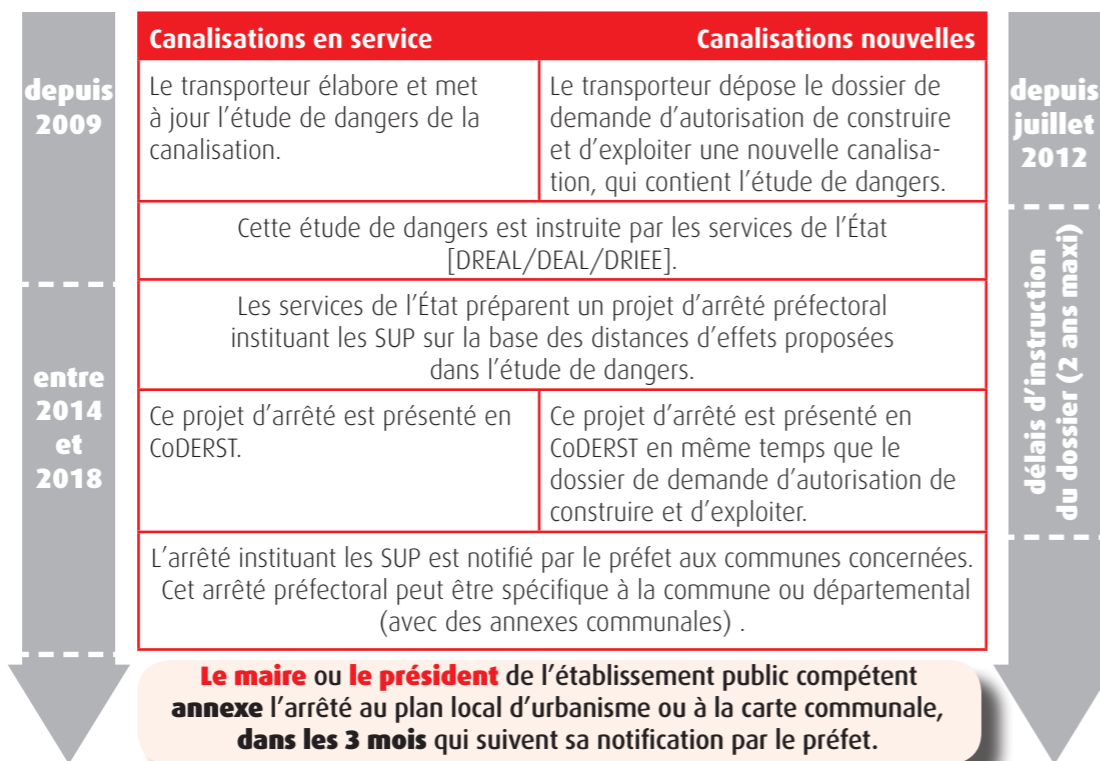 depuis
2009
entre
2014
et
2018
Canalisations en service
Canalisations nouvelles
Le transporteur élabore et met
à jour l’étude de dangers de la
canalisation.
Le transporteur dépose le dossier de
demande d’autorisation de construire
et d’exploiter une nouvelle canalisa-
tion, qui contient l’étude de dangers.
Cette étude de dangers est instruite par les services de l’État
[DREAL/DEAL/DRIEE].
Les services de l’État préparent un projet d’arrêté préfectoral
instituant les SUP sur la base des distances d’effets proposées
dans l’étude de dangers.
Ce projet d’arrêté est présenté en
CoDERST.
Ce projet d’arrêté est présenté en
CoDERST en même temps que le
dossier de demande d’autorisation de
construire et d’exploiter.
L’arrêté instituant les SUP est notifié par le préfet aux communes concernées.
Cet arrêté préfectoral peut être spécifique à la commune ou départemental
(avec des annexes communales) .
Le maire ou le président de l’établissement public compétent
annexe l’arrêté au plan local d’urbanisme ou à la carte communale,
dans les 3 mois qui suivent sa notification par le préfet.
depuis
juillet
2012
délais d’instruction
du dossier (2 ans maxi)